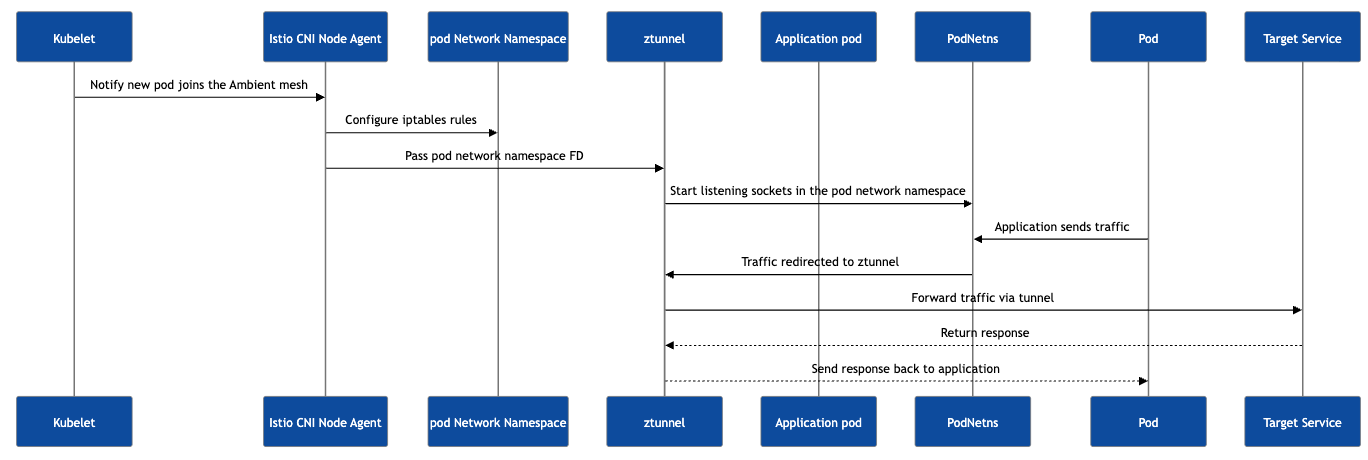 Kubelet
Istio CNI Node Agent
pod Network Namespace
ztunnel
Application pod
PodNetns
Pod
Target Service
Notify new pod joins the Ambient mesh
Configure iptables rules
Pass pod network namespace FD
Start listening sockets in the pod network namespace
Application sends traffic
Traffic redirected to ztunnel
Forward traffic via tunnel
Return response
Send response back to application
Kubelet
Istio CNI Node Agent
pod Network Namespace
ztunnel
Application pod
PodNetns
Pod
Target Service